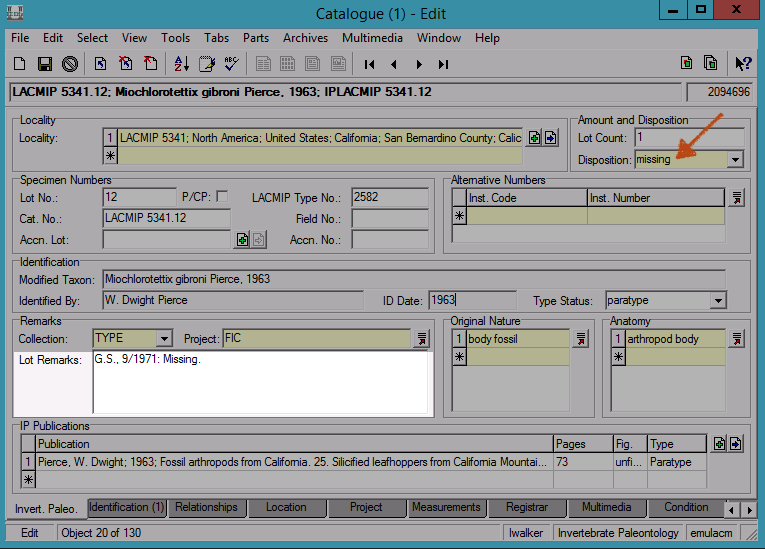 Catalogue (1) - Edit
File Edit Select View Tools Tabs Parts Archives Multimedia Window Help
LACMIP 5341.12; Miochlorotettix gibroni Pierce, 1963; IPLACMIP 5341.12 2094696
Locality
Locality: 1 LACMIP 5341; North America; United States; California; San Bernardino County; Calic
Amount and Disposition
Lot Count: 1
Disposition: missing
Specimen Numbers
Lot No.: 12 P/CP: LACMIP Type No.: 2582
Cat. No.: LACMIP 5341.12 Field No.:
Accn. Lot: Accn. No.:
Alternative Numbers
Inst. Code Inst. Number
Identification
Modified Taxon: Miochlorotettix gibroni Pierce, 1963
Identified By: W. Dwight Pierce ID Date: 1963 Type Status: paratype
Remarks
Collection: TYPE Project: FIC
Lot Remarks: G.S., 9/1971: Missing.
Original Nature
1 body fossil
Anatomy
1 arthropod body
IP Publications
Publication Pages Fig. Type
1 Pierce, W. Dwight; 1963; Fossil arthropods from California. 25. Silicified leafhoppers from California Mountai... 73 unfi... Paratype
Invert. Paleo. Identification (1) Relationships Location Project Measurements Registrar Multimedia Condition
Edit Object 20 of 130 lwalker Invertebrate Paleontology emulacm